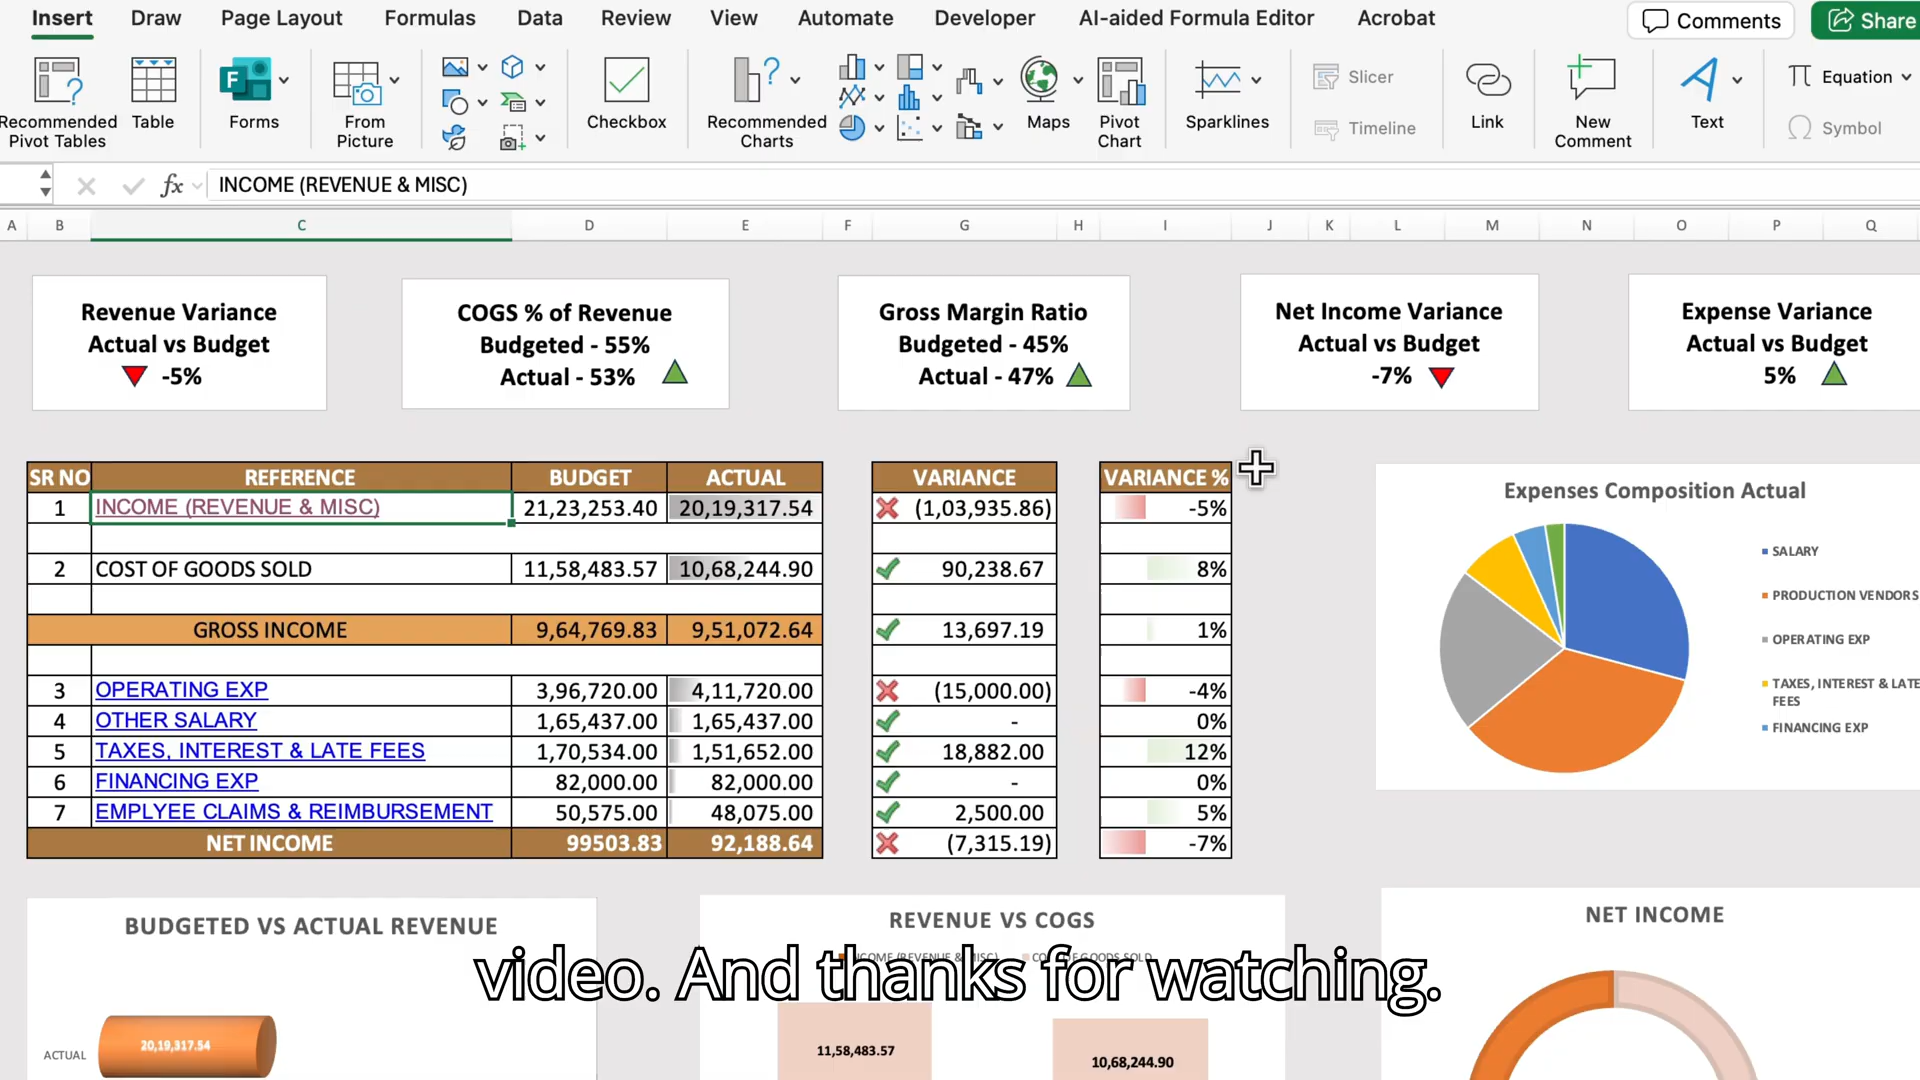 Insert Draw Page Layout Formulas Data Review View Automate Developer AI-aided Formula Editor Acrobat Comments Share
Recommended
Pivot Tables
Table
Forms
From
Picture
Checkbox
Recommended
Charts
Maps
Pivot
Chart
Sparklines
Slicer
Timeline
Link
New
Comment
Text
Equation
Symbol
fx INCOME (REVENUE & MISC)
A B C D E F G H I J K L M N O P Q
Revenue Variance
Actual vs Budget
-5%
COGS % of Revenue
Budgeted - 55%
Actual - 53%
Gross Margin Ratio
Budgeted - 45%
Actual - 47%
Net Income Variance
Actual vs Budget
-7%
Expense Variance
Actual vs Budget
5%
SR NO REFERENCE BUDGET ACTUAL VARIANCE VARIANCE %
1 INCOME (REVENUE & MISC) 21,23,253.40 20,19,317.54 (1,03,935.86) -5%
2 COST OF GOODS SOLD 11,58,483.57 10,68,244.90 90,238.67 8%
GROSS INCOME 9,64,769.83 9,51,072.64 13,697.19 1%
3 OPERATING EXP 3,96,720.00 4,11,720.00 (15,000.00) -4%
4 OTHER SALARY 1,65,437.00 1,65,437.00 - 0%
5 TAXES, INTEREST & LATE FEES 1,70,534.00 1,51,652.00 18,882.00 12%
6 FINANCING EXP 82,000.00 82,000.00 - 0%
7 EMPLYEE CLAIMS & REIMBURSEMENT 50,575.00 48,075.00 2,500.00 5%
NET INCOME 99503.83 92,188.64 (7,315.19) -7%
Expenses Composition Actual
SALARY
PRODUCTION VENDORS
OPERATING EXP
TAXES, INTEREST & LATE
FEES
FINANCING EXP
BUDGETED VS ACTUAL REVENUE
ACTUAL
20,19,317.54
REVENUE VS COGS
INCOME (REVENUE & MISC) COST OF GOODS SOLD
11,58,483.57
10,68,244.90
NET INCOME
video. And thanks for watching.